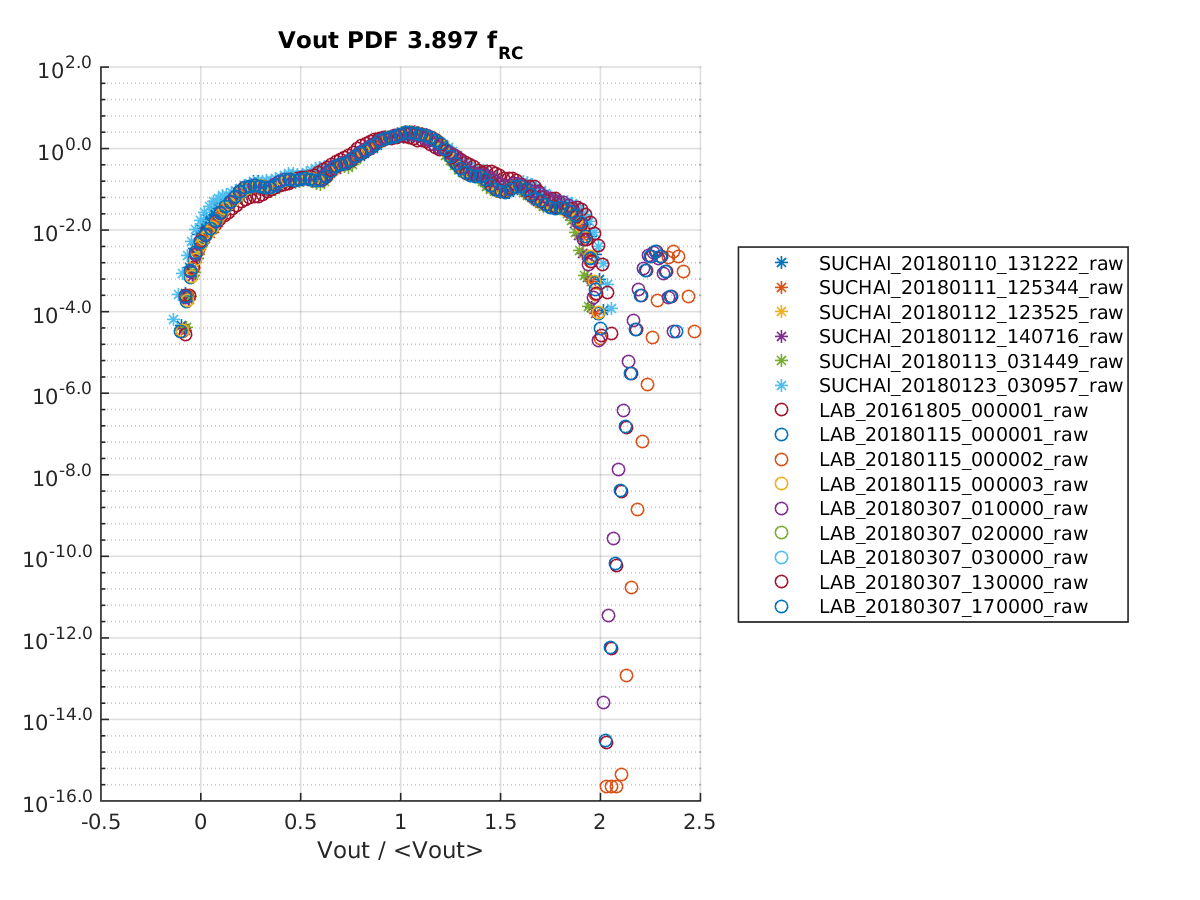 Vout PDF 3.897 f_RC
10^2.0
10^0.0
10^-2.0
10^-4.0
10^-6.0
10^-8.0
10^-10.0
10^-12.0
10^-14.0
10^-16.0
-0.5 0 0.5 1 1.5 2 2.5
Vout / <Vout>
SUCHAI_20180110_131222_raw
SUCHAI_20180111_125344_raw
SUCHAI_20180112_123525_raw
SUCHAI_20180112_140716_raw
SUCHAI_20180113_031449_raw
SUCHAI_20180123_030957_raw
LAB_20161805_000001_raw
LAB_20180115_000001_raw
LAB_20180115_000002_raw
LAB_20180115_000003_raw
LAB_20180307_010000_raw
LAB_20180307_020000_raw
LAB_20180307_030000_raw
LAB_20180307_130000_raw
LAB_20180307_170000_raw